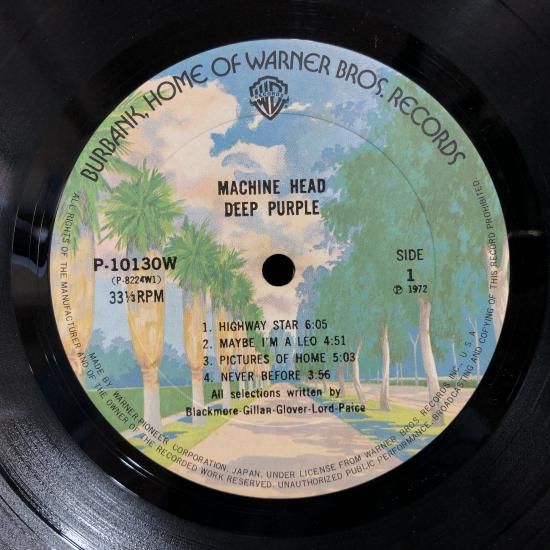 BURBANK, HOME OF WARNER BROS. RECORDS
MACHINE HEAD
DEEP PURPLE
P-10130W
(P-8224W1)
33⅓RPM
SIDE
1
Ⓟ 1972
1. HIGHWAY STAR 6:05
2. MAYBE I'M A LEO 4:51
3. PICTURES OF HOME 5:03
4. NEVER BEFORE 3:56
All selections written by
Blackmore-Gillan-Glover-Lord-Paice
MADE BY WARNER-PIONEER CORPORATION, JAPAN, UNDER LICENSE FROM WARNER BROS RECORDS INC., U.S.A.
ALL RIGHTS OF THE MANUFACTURER AND OF THE OWNER OF THE RECORDED WORK RESERVED. UNAUTHORIZED PUBLIC PERFORMANCE, BROADCASTING AND COPYING OF THIS RECORD PROHIBITED